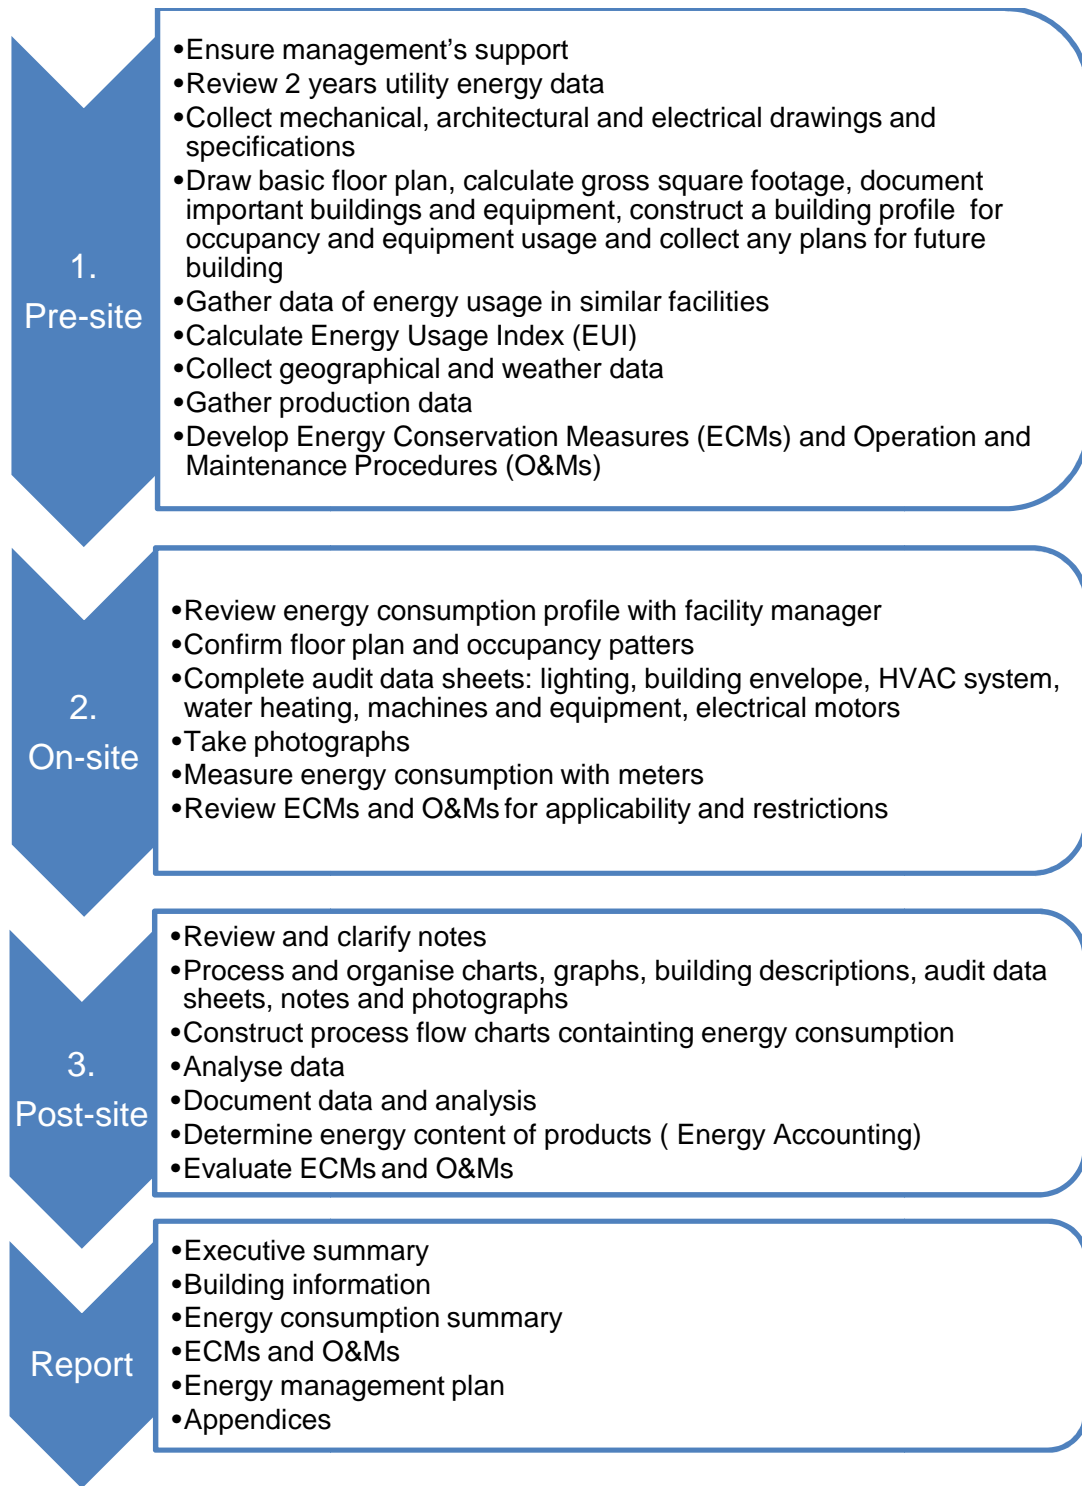 1.
Pre-site
•Ensure management’s support
•Review 2 years utility energy data
•Collect mechanical, architectural and electrical drawings and
specifications
•Draw basic floor plan, calculate gross square footage, document
important buildings and equipment, construct a building profile for
occupancy and equipment usage and collect any plans for future
building
•Gather data of energy usage in similar facilities
•Calculate Energy Usage Index (EUI)
•Collect geographical and weather data
•Gather production data
•Develop Energy Conservation Measures (ECMs) and Operation and
Maintenance Procedures (O&Ms)
2.
On-site
•Review energy consumption profile with facility manager
•Confirm floor plan and occupancy patters
•Complete audit data sheets: lighting, building envelope, HVAC system,
water heating, machines and equipment, electrical motors
•Take photographs
•Measure energy consumption with meters
•Review ECMs and O&Ms for applicability and restrictions
3.
Post-site
•Review and clarify notes
•Process and organise charts, graphs, building descriptions, audit data
sheets, notes and photographs
•Construct process flow charts containting energy consumption
•Analyse data
•Document data and analysis
•Determine energy content of products ( Energy Accounting)
•Evaluate ECMs and O&Ms
Report
•Executive summary
•Building information
•Energy consumption summary
•ECMs and O&Ms
•Energy management plan
•Appendices